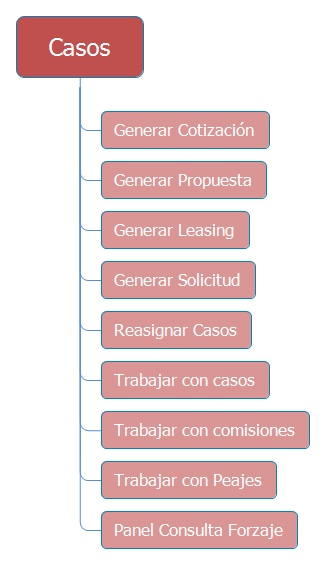 Casos
Generar Cotización
Generar Propuesta
Generar Leasing
Generar Solicitud
Reasignar Casos
Trabajar con casos
Trabajar con comisiones
Trabajar con Peajes
Panel Consulta Forzaje